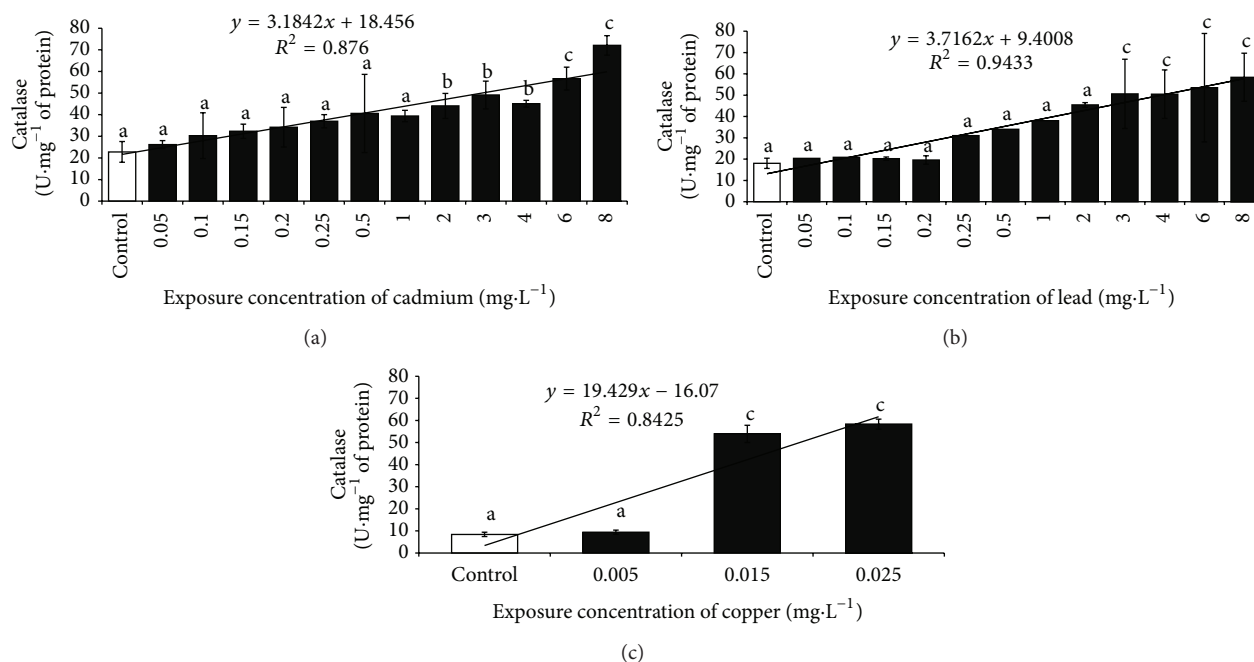 y = 3.1842x + 18.456
R² = 0.876
Catalase
(U·mg⁻¹ of protein)
80
70
60
50
40
30
20
10
0
a a a a a a a a b b b c c
Control 0.05 0.1 0.15 0.2 0.25 0.5 1 2 3 4 6 8
Exposure concentration of cadmium (mg·L⁻¹)
(a)
y = 3.7162x + 9.4008
R² = 0.9433
Catalase
(U·mg⁻¹ of protein)
80
70
60
50
40
30
20
10
0
a a a a a a a a a c c c c
Control 0.05 0.1 0.15 0.2 0.25 0.5 1 2 3 4 6 8
Exposure concentration of lead (mg·L⁻¹)
(b)
y = 19.429x − 16.07
R² = 0.8425
Catalase
(U·mg⁻¹ of protein)
80
70
60
50
40
30
20
10
0
a a c c
Control 0.005 0.015 0.025
Exposure concentration of copper (mg·L⁻¹)
(c)